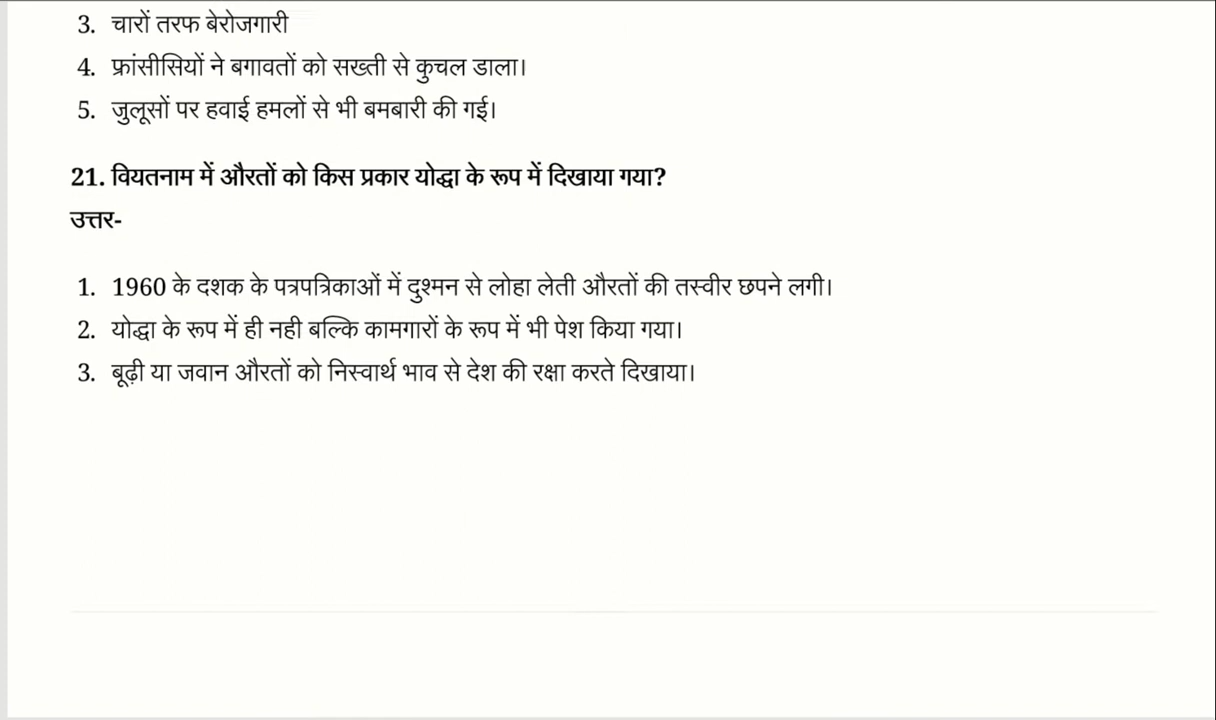 3. चारों तरफ बेरोजगारी
4. फ्रांसीसियों ने बगावतों को सख्ती से कुचल डाला।
5. जुलूसों पर हवाई हमलों से भी बमबारी की गई।
21. वियतनाम में औरतों को किस प्रकार योद्धा के रूप में दिखाया गया?
उत्तर-
1. 1960 के दशक के पत्रपत्रिकाओं में दुश्मन से लोहा लेती औरतों की तस्वीर छपने लगी।
2. योद्धा के रूप में ही नही बल्कि कामगारों के रूप में भी पेश किया गया।
3. बूढ़ी या जवान औरतों को निस्वार्थ भाव से देश की रक्षा करते दिखाया।